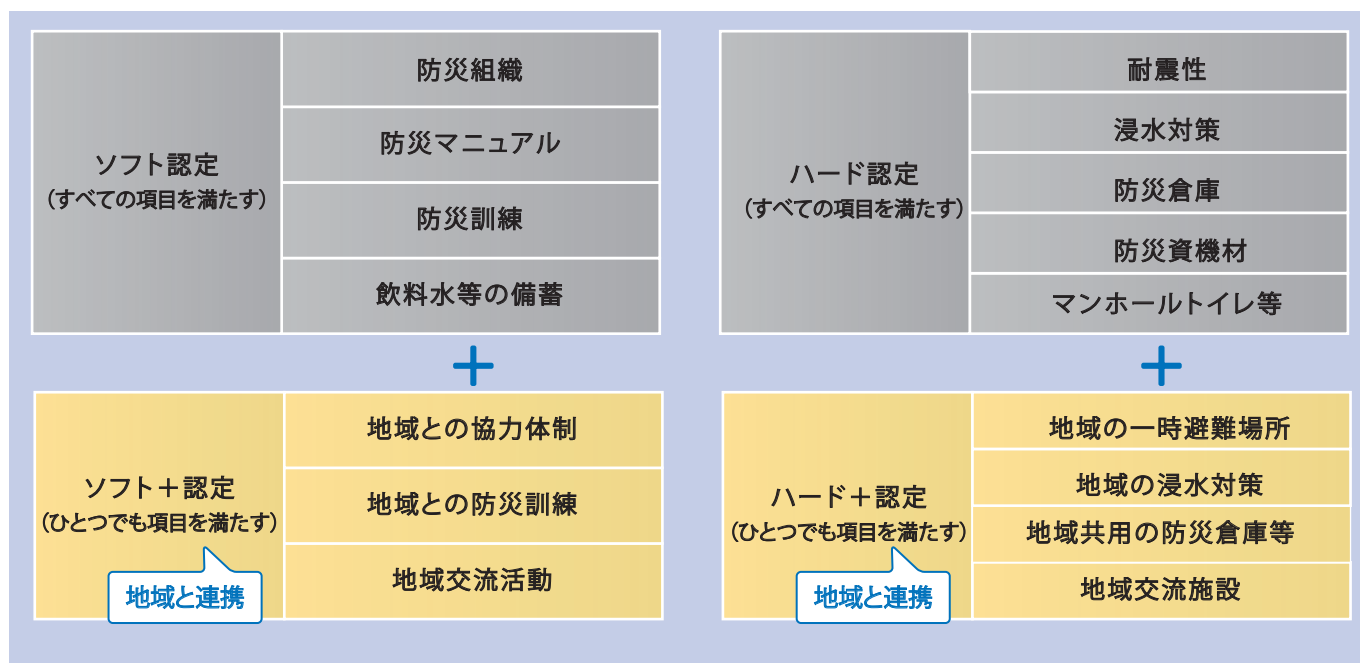 ソフト認定
(すべての項目を満たす)
防災組織
防災マニュアル
防災訓練
飲料水等の備蓄
+
ソフト+認定
(ひとつでも項目を満たす)
地域と連携
地域との協力体制
地域との防災訓練
地域交流活動
ハード認定
(すべての項目を満たす)
耐震性
浸水対策
防災倉庫
防災資機材
マンホールトイレ等
+
ハード+認定
(ひとつでも項目を満たす)
地域と連携
地域の一時避難場所
地域の浸水対策
地域共用の防災倉庫等
地域交流施設